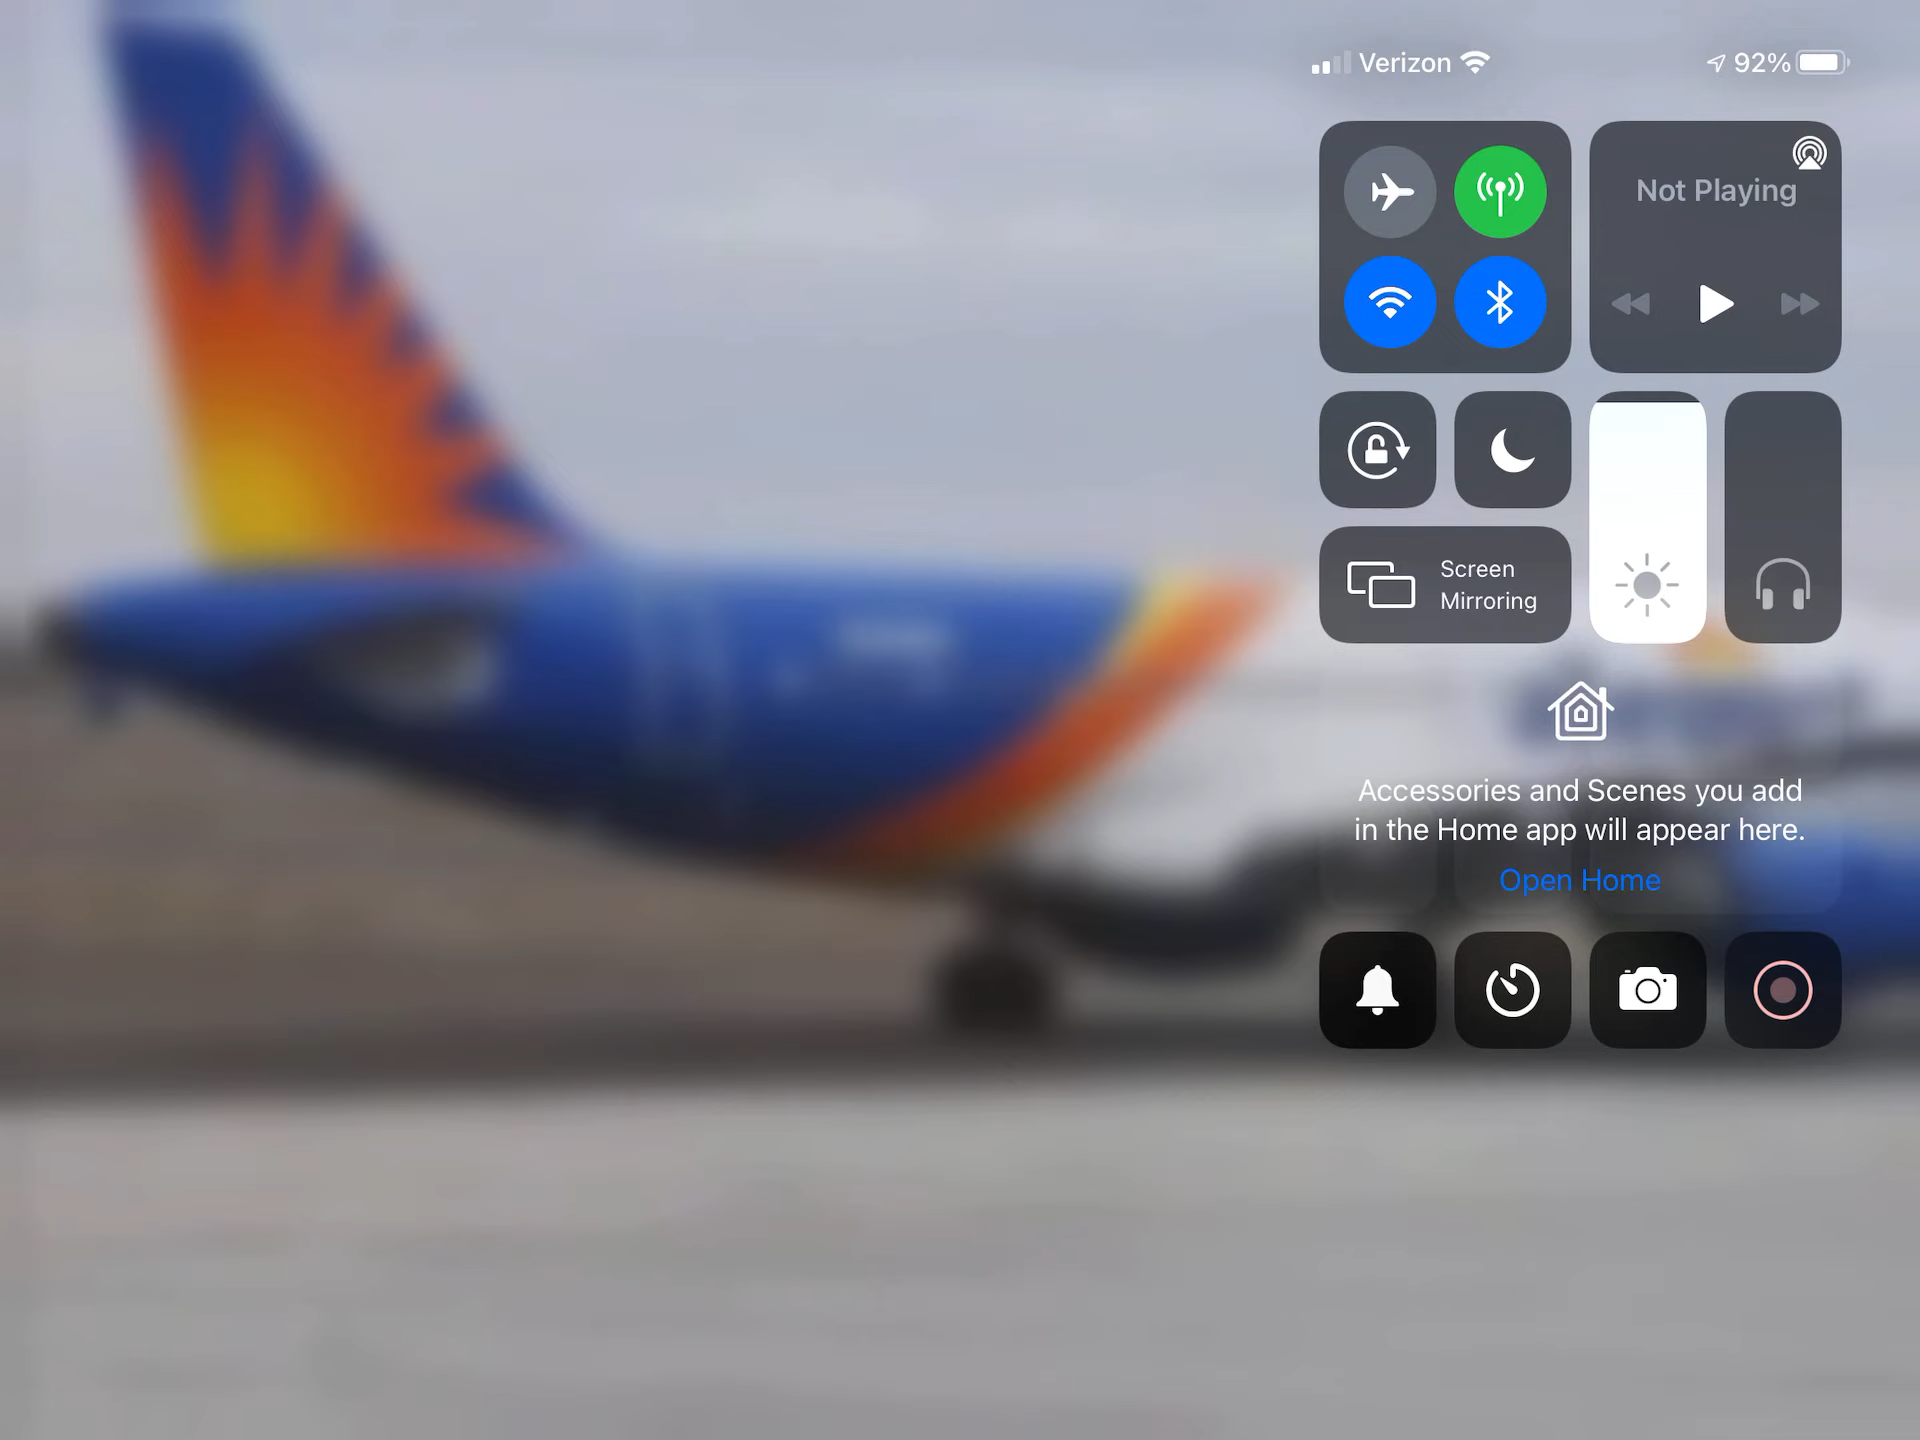 Verizon
92%
Not Playing
Screen
Mirroring
Accessories and Scenes you add
in the Home app will appear here.
Open Home